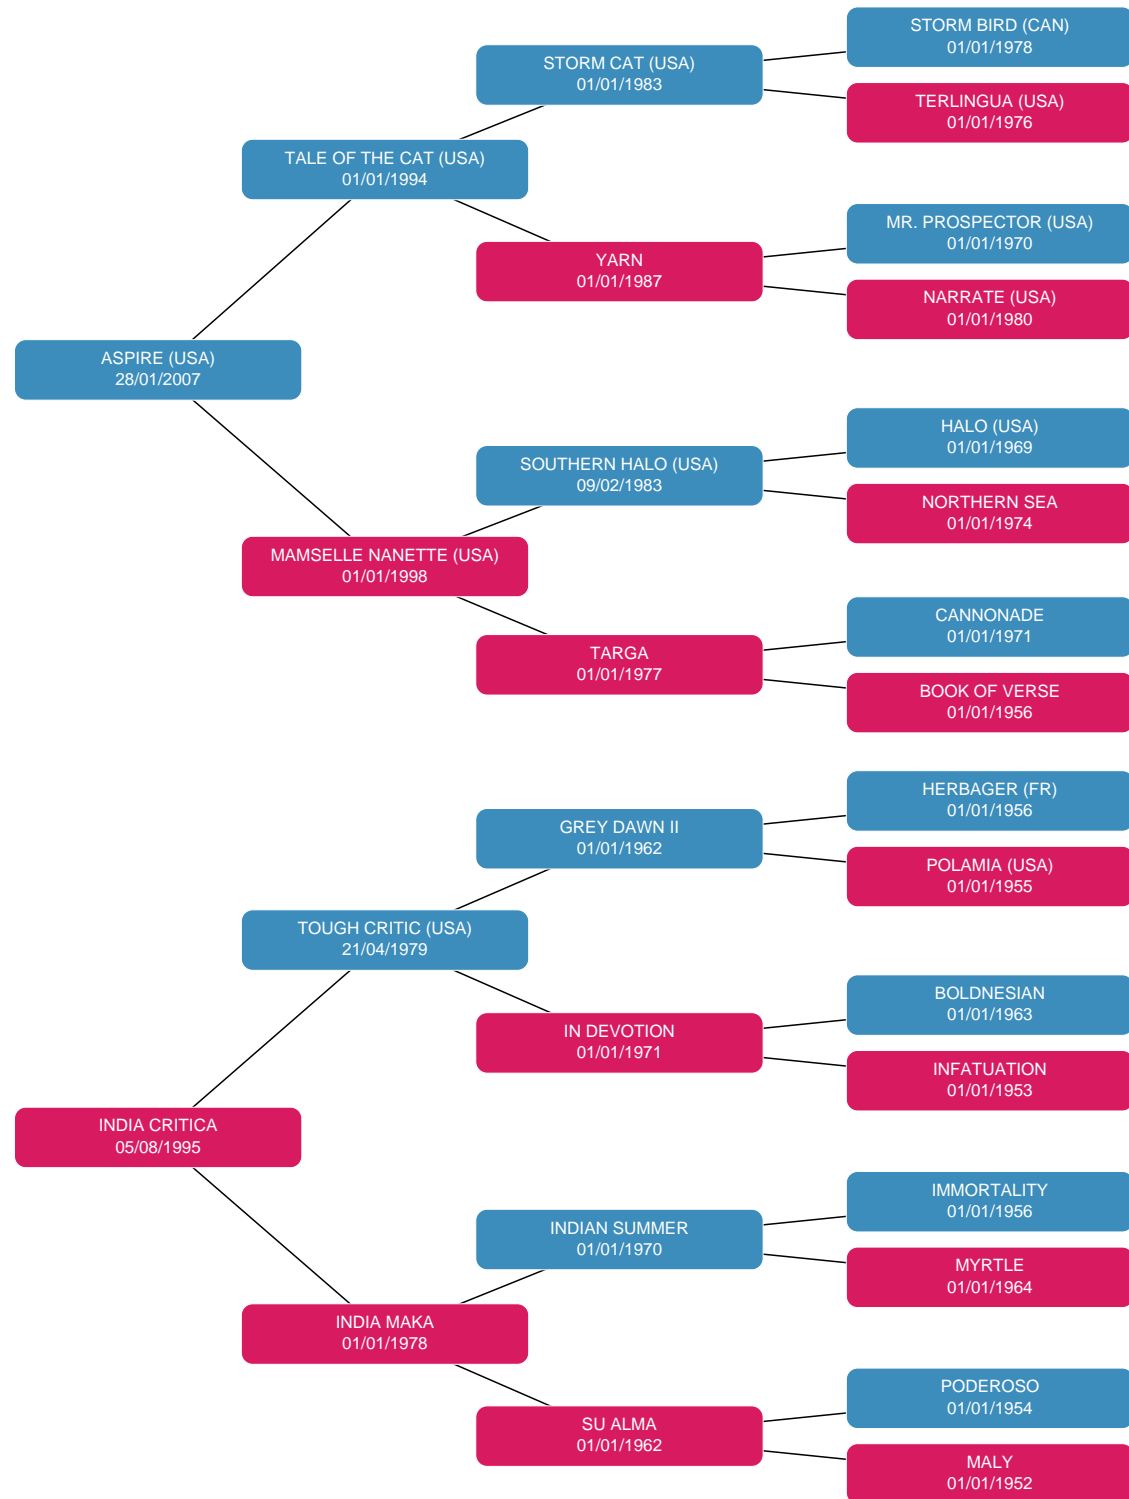 STORM BIRD (CAN)
01/01/1978
STORM CAT (USA)
01/01/1983
TERLINGUA (USA)
01/01/1976
TALE OF THE CAT (USA)
01/01/1994
MR. PROSPECTOR (USA)
01/01/1970
YARN
01/01/1987
NARRATE (USA)
01/01/1980
ASPIRE (USA)
28/01/2007
HALO (USA)
01/01/1969
SOUTHERN HALO (USA)
09/02/1983
NORTHERN SEA
01/01/1974
MAMSELLE NANETTE (USA)
01/01/1998
CANNONADE
01/01/1971
TARGA
01/01/1977
BOOK OF VERSE
01/01/1956
HERBAGER (FR)
01/01/1956
GREY DAWN II
01/01/1962
POLAMIA (USA)
01/01/1955
TOUGH CRITIC (USA)
21/04/1979
BOLDNESIAN
01/01/1963
IN DEVOTION
01/01/1971
INFATUATION
01/01/1953
INDIA CRITICA
05/08/1995
IMMORTALITY
01/01/1956
INDIAN SUMMER
01/01/1970
MYRTLE
01/01/1964
INDIA MAKA
01/01/1978
PODEROSO
01/01/1954
SU ALMA
01/01/1962
MALY
01/01/1952